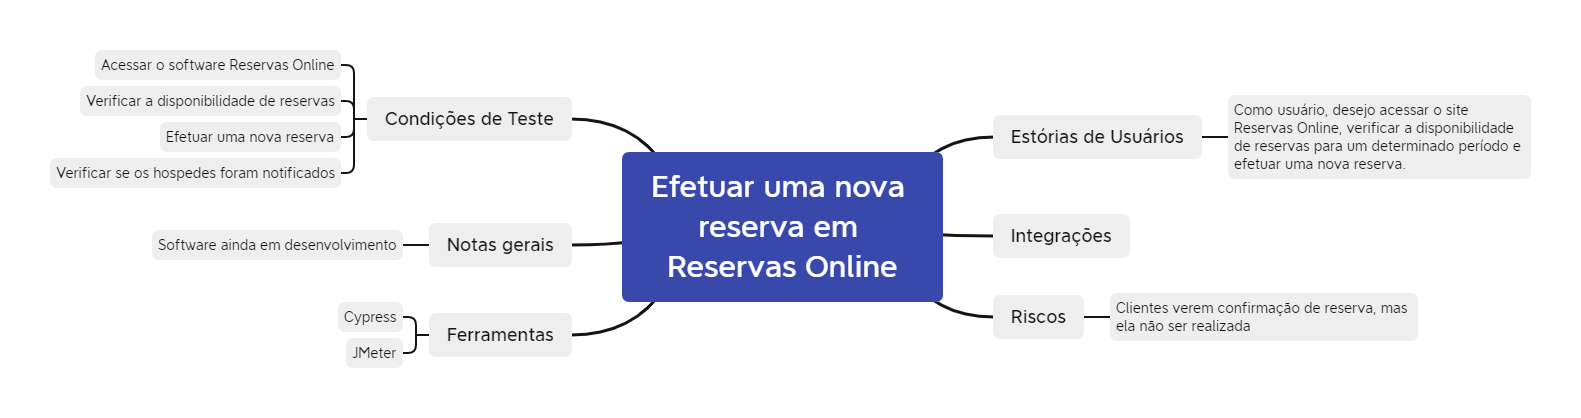 Efetuar uma nova
reserva em
Reservas Online
Condições de Teste
Acessar o software Reservas Online
Verificar a disponibilidade de reservas
Efetuar uma nova reserva
Verificar se os hospedes foram notificados
Notas gerais
Software ainda em desenvolvimento
Ferramentas
Cypress
JMeter
Estórias de Usuários
Como usuário, desejo acessar o site
Reservas Online, verificar a disponibilidade
de reservas para um determinado período e
efetuar uma nova reserva.
Integrações
Riscos
Clientes verem confirmação de reserva, mas
ela não ser realizada